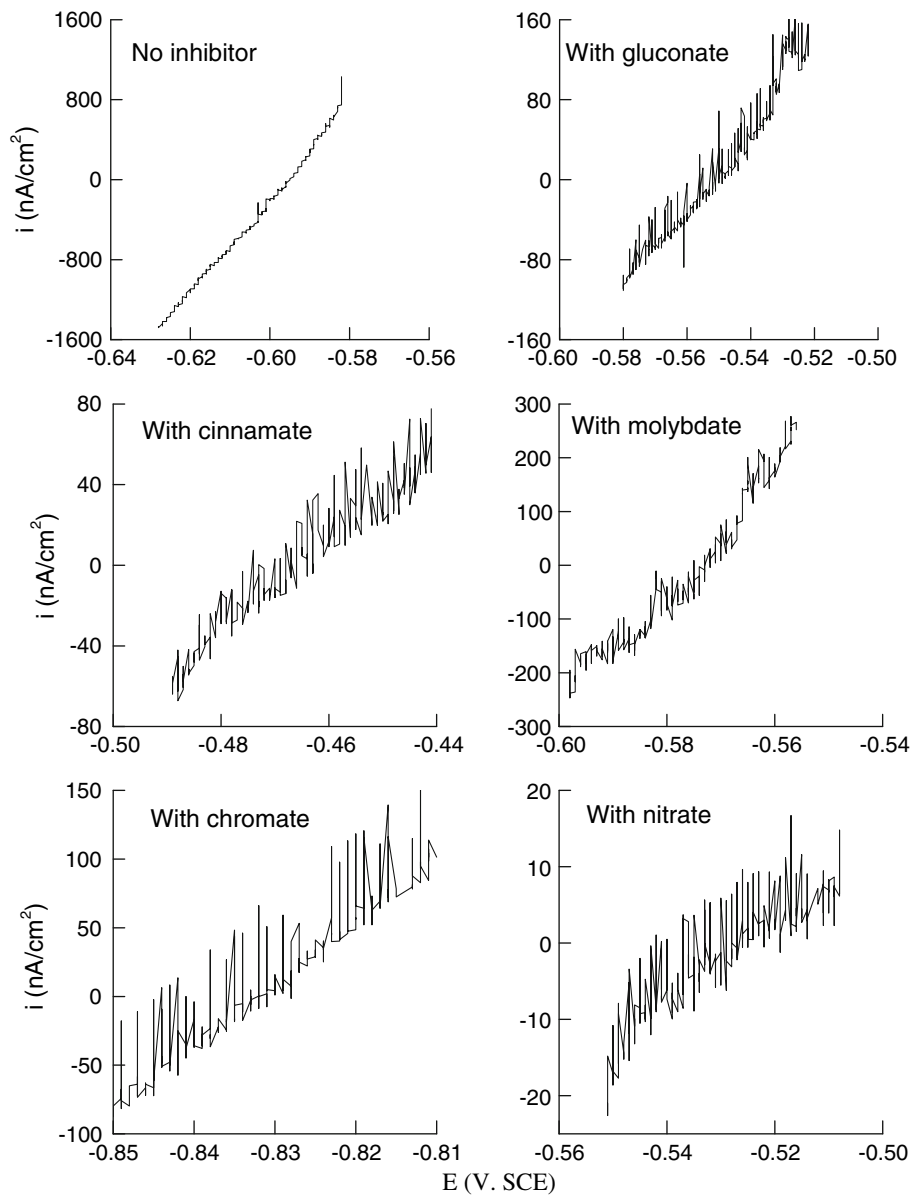 No inhibitor
1600
800
0
-800
-1600
i (nA/cm²)
-0.64 -0.62 -0.60 -0.58 -0.56
With gluconate
160
80
0
-80
160
-0.60 -0.58 -0.56 -0.54 -0.52 -0.50
With cinnamate
80
40
0
-40
-80
i (nA/cm²)
-0.50 -0.48 -0.46 -0.44
With molybdate
300
200
100
0
-100
-200
-300
-0.60 -0.58 -0.56 -0.54
With chromate
150
100
50
0
-50
-100
i (nA/cm²)
-0.85 -0.84 -0.83 -0.82 -0.81
With nitrate
20
10
0
-10
-20
-0.56 -0.54 -0.52 -0.50
E (V. SCE)